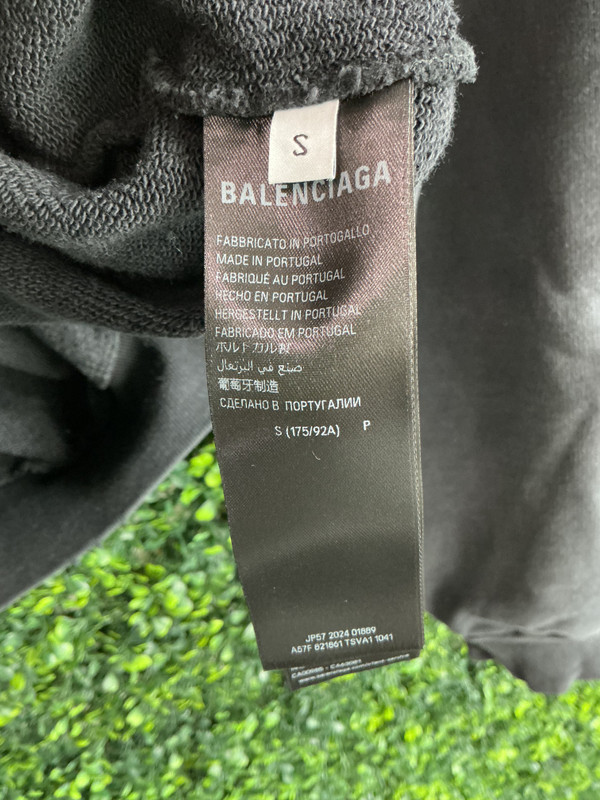 S
BALENCIAGA
FABBRICATO IN PORTOGALLO
MADE IN PORTUGAL
FABRIQUÉ AU PORTUGAL
HECHO EN PORTUGAL
HERGESTELLT IN PORTUGAL
FABRICADO EM PORTUGAL
ポルトガル製
صنع في البرتغال
葡萄牙制造
СДЕЛАНО В ПОРТУГАЛИИ
S (175/92A) P
JP57 2024 01889
A57F 621661 TSVA1 1041